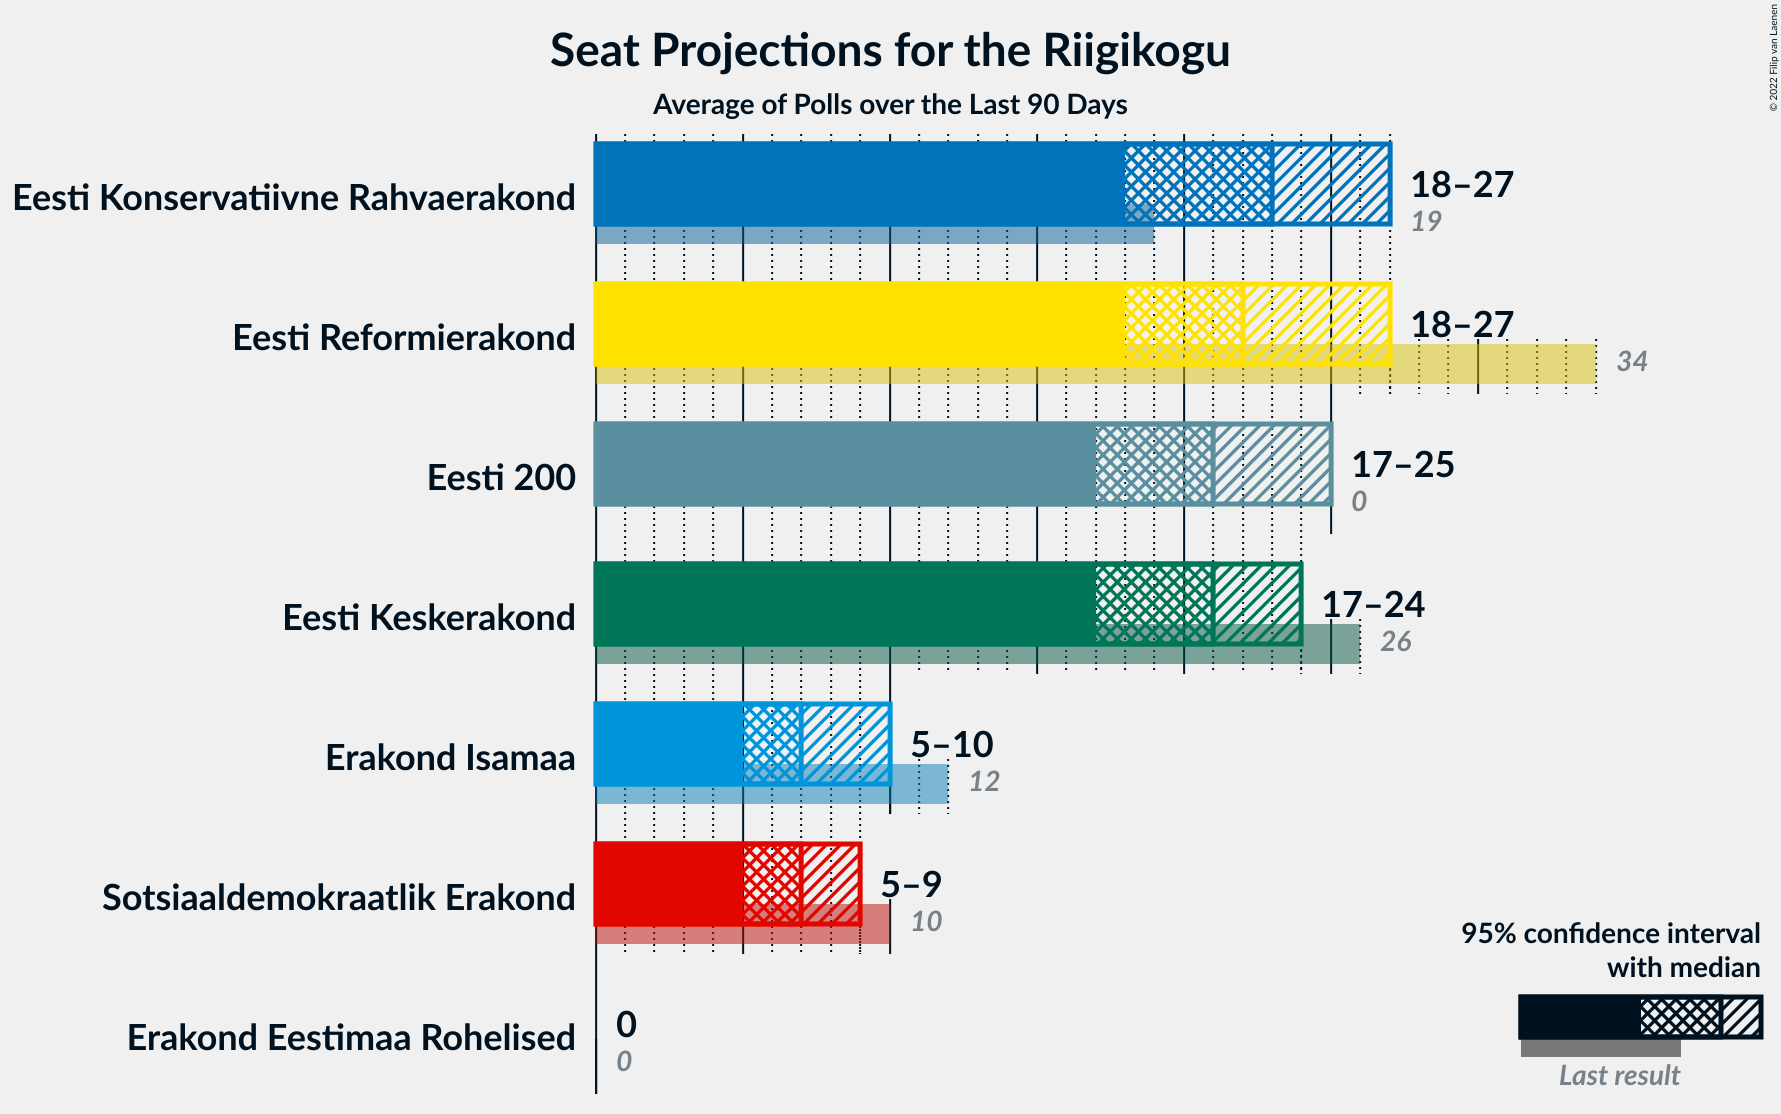 Seat Projections for the Riigikogu
Average of Polls over the Last 90 Days
© 2022 Filip van Laenen
Eesti Konservatiivne Rahvaerakond
18–27
19
Eesti Reformierakond
18–27
34
Eesti 200
17–25
0
Eesti Keskerakond
17–24
26
Erakond Isamaa
5–10
12
Sotsiaaldemokraatlik Erakond
5–9
10
Erakond Eestimaa Rohelised
0
0
95% confidence interval
with median
Last result